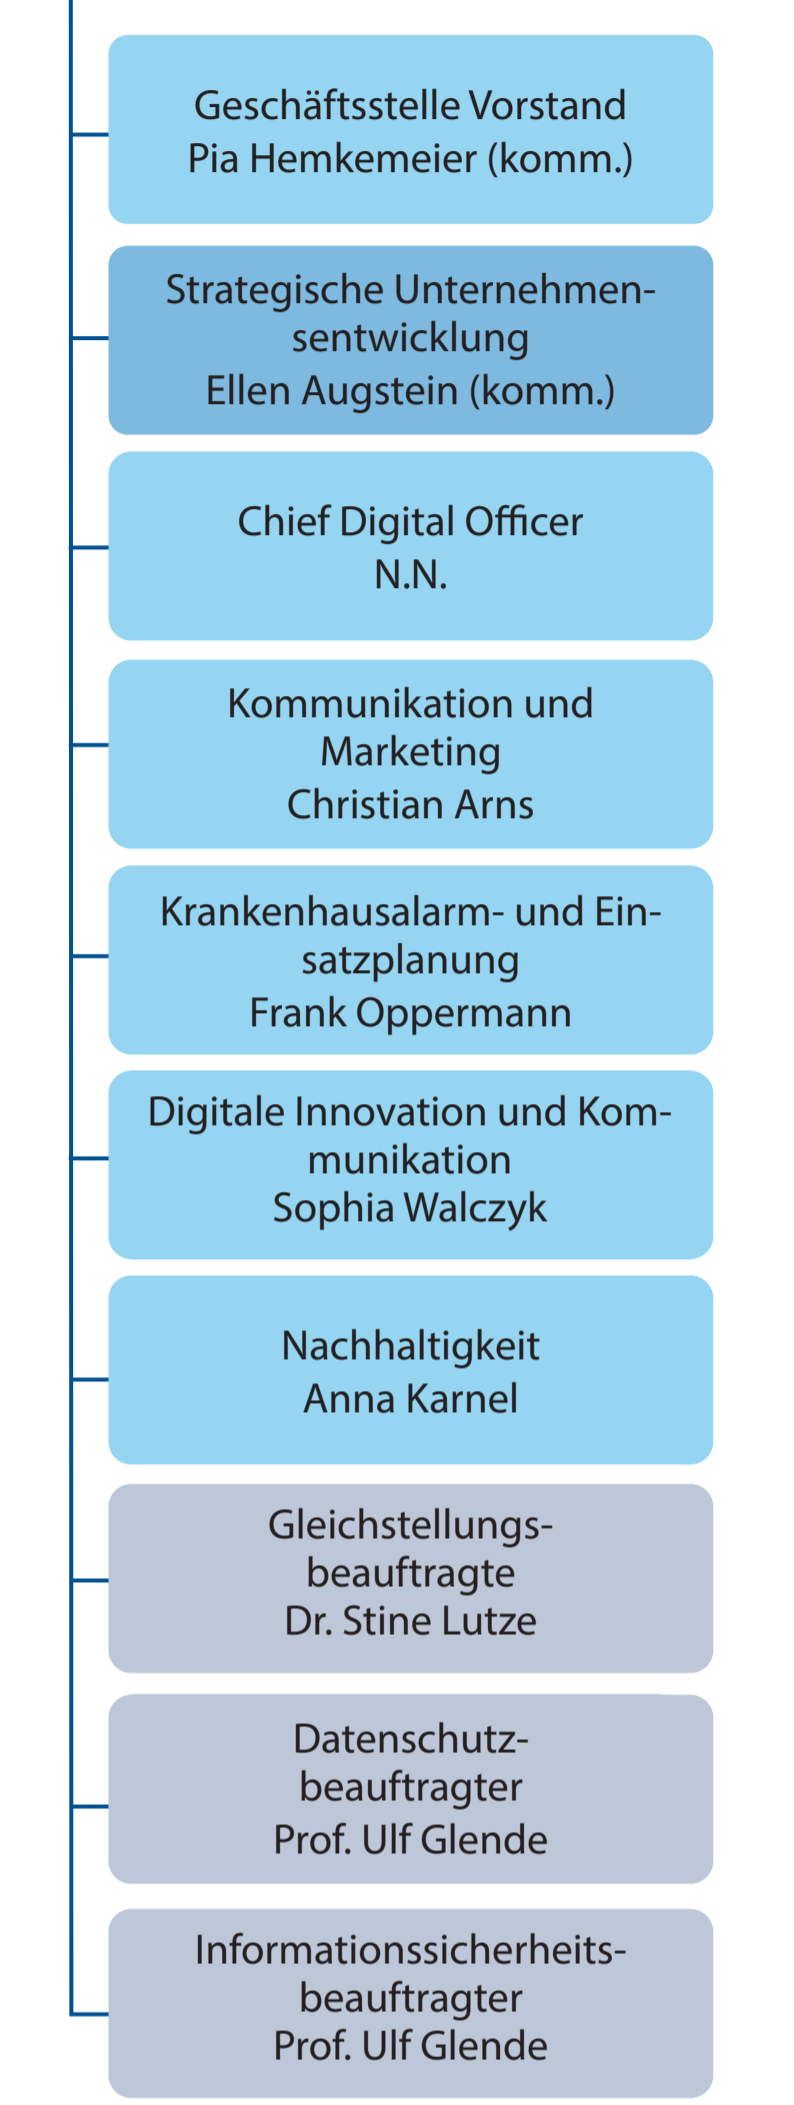 Geschäftsstelle Vorstand
Pia Hemkemeier (komm.)
Strategische Unternehmen-
sentwicklung
Ellen Augstein (komm.)
Chief Digital Officer
N.N.
Kommunikation und
Marketing
Christian Arns
Krankenhausalarm- und Ein-
satzplanung
Frank Oppermann
Digitale Innovation und Kom-
munikation
Sophia Walczyk
Nachhaltigkeit
Anna Karnel
Gleichstellungs-
beauftragte
Dr. Stine Lutze
Datenschutz-
beauftragter
Prof. Ulf Glende
Informationssicherheits-
beauftragter
Prof. Ulf Glende